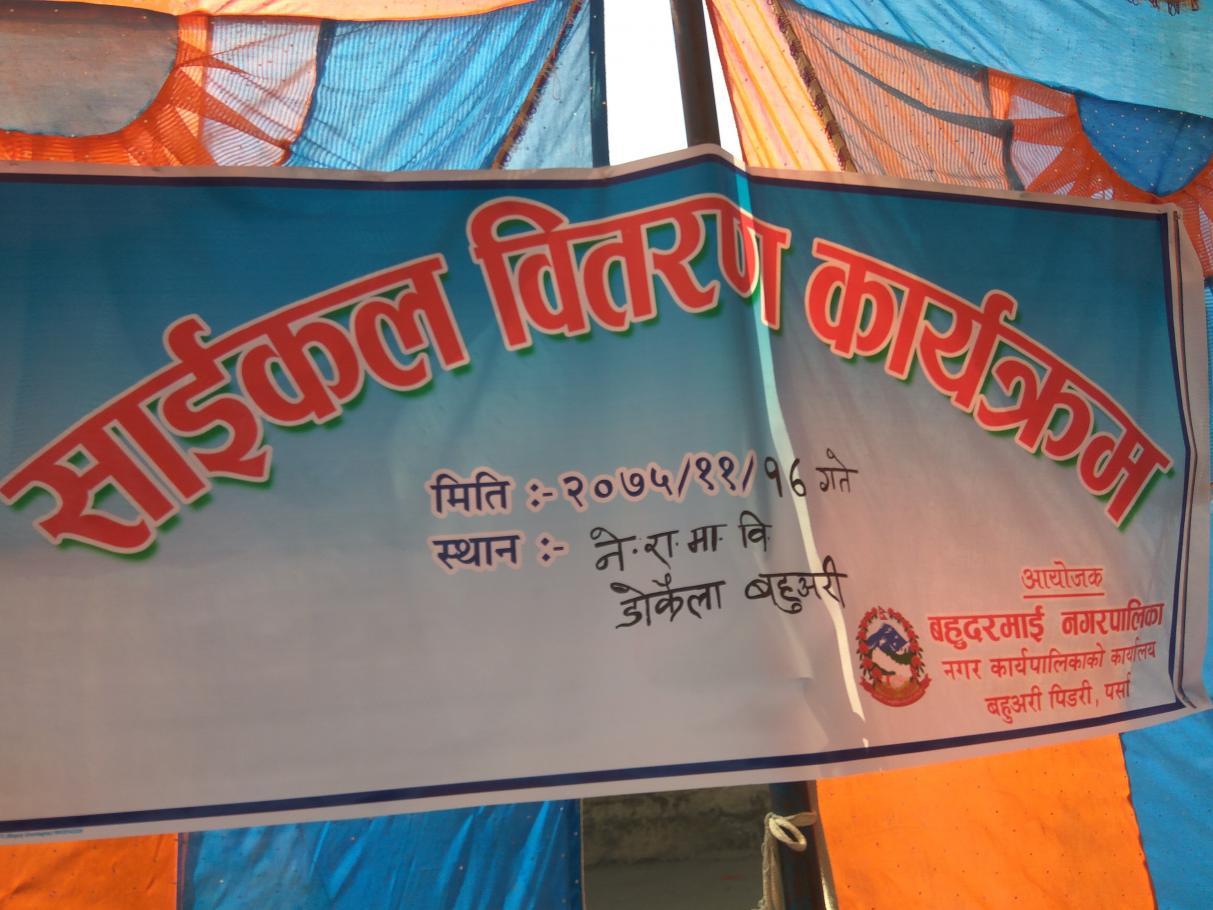 साईकल वितरण कार्यक्रम
मिति :-२०७५/११/१६ गते
स्थान :- ने.रा.मा.वि.
डोकैला बहुअरी
आयोजक
बहुदरमाई नगरपालिका
नगर कार्यपालिकाको कार्यालय
बहुअरी पिडरी, पर्सा